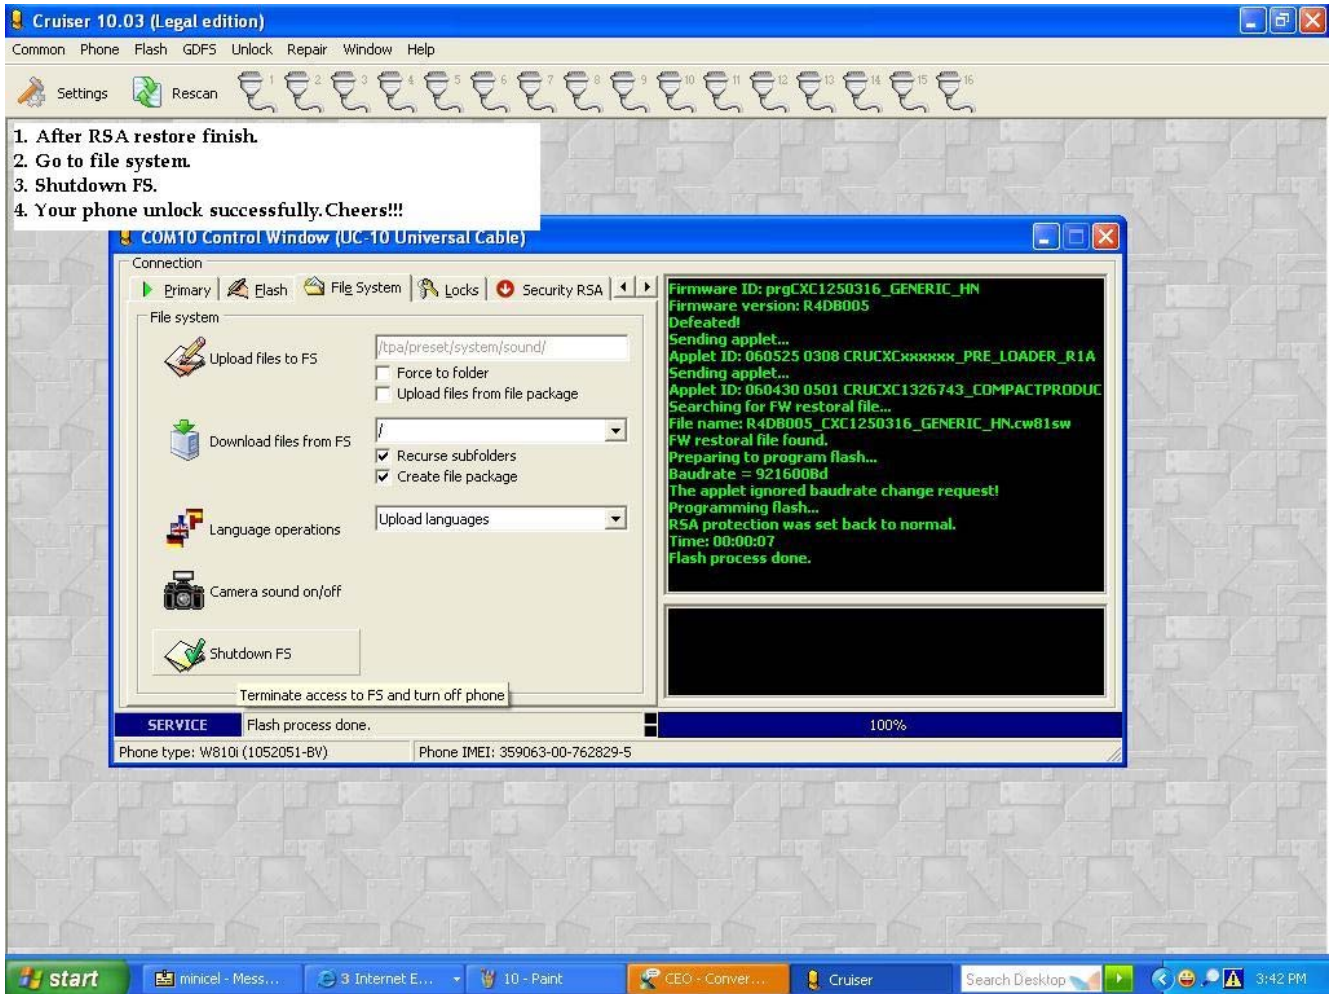 Cruiser 10.03 (Legal edition)
Common Phone Flash GDFS Unlock Repair Window Help
Settings Rescan 1 2 3 4 5 6 7 8 9 10 11 12 13 14 15 16
1. After RSA restore finish.
2. Go to file system.
3. Shutdown FS.
4. Your phone unlock successfully.Cheers!!!
COM10 Control Window (UC-10 Universal Cable)
Connection
Primary Flash File System Locks Security RSA
File system
Upload files to FS
/tpa/preset/system/sound/
Force to folder
Upload files from file package
Download files from FS
/
Recurse subfolders
Create file package
Language operations
Upload languages
Camera sound on/off
Shutdown FS
Terminate access to FS and turn off phone
Firmware ID: prgCXC1250316_GENERIC_HN
Firmware version: R4DB005
Defeated!
Sending applet...
Applet ID: 060525 0308 CRUCXCxxxxxx_PRE_LOADER_R1A
Sending applet...
Applet ID: 060430 0501 CRUCXC1326743_COMPACTPRODUC
Searching for FW restoral file...
File name: R4DB005_CXC1250316_GENERIC_HN.cw81sw
FW restoral file found.
Preparing to program flash...
Baudrate = 921600Bd
The applet ignored baudrate change request!
Programming flash...
RSA protection was set back to normal.
Time: 00:00:07
Flash process done.
SERVICE Flash process done. 100%
Phone type: W810i (1052051-BV) Phone IMEI: 359063-00-762829-5
start minicel - Mess... 3 Internet E... 10 - Paint CEO - Conver... Cruiser Search Desktop 3:42 PM